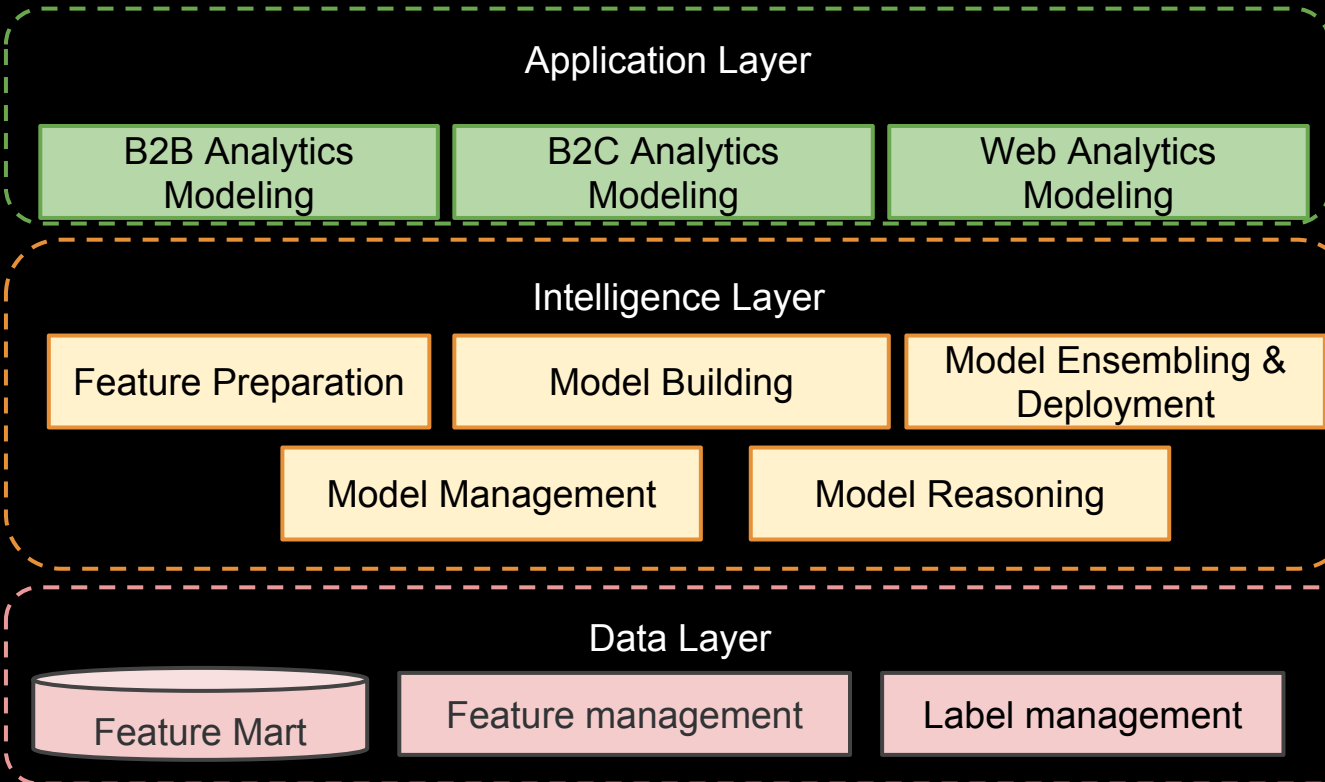 Application Layer
B2B Analytics
Modeling
B2C Analytics
Modeling
Web Analytics
Modeling
Intelligence Layer
Feature Preparation
Model Building
Model Ensembling &
Deployment
Model Management
Model Reasoning
Data Layer
Feature Mart
Feature management
Label management